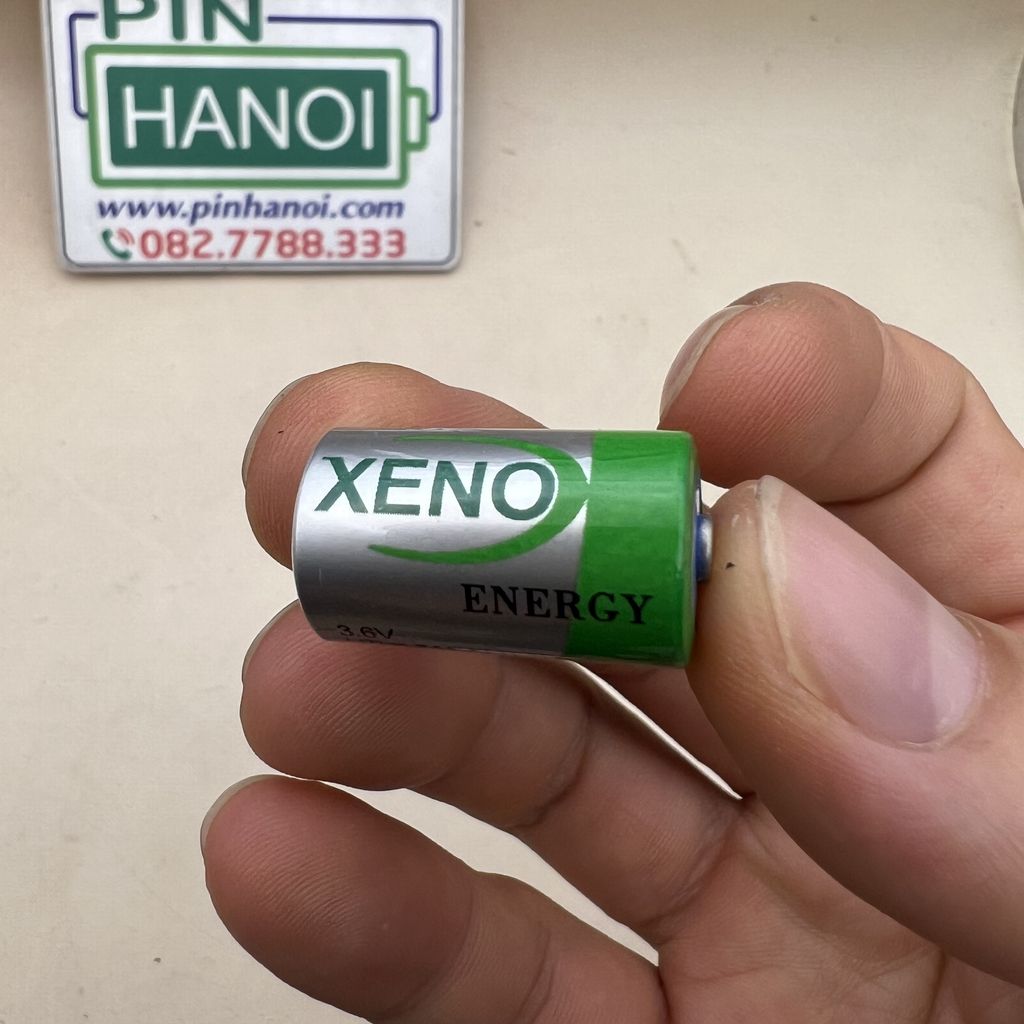 PIN
HANOI
www.pinhanoi.com
082.7788.333
XENO
ENERGY
3.6V